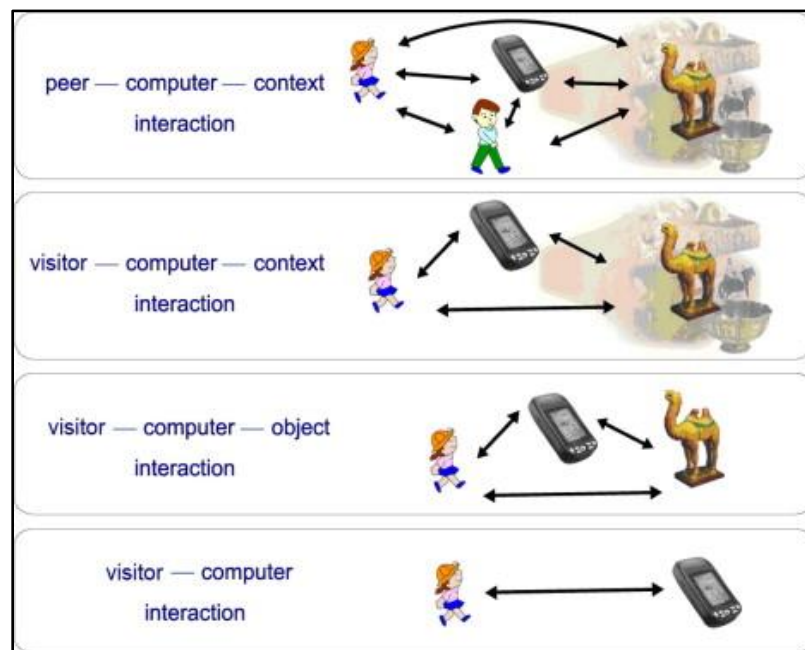 peer — computer — context
interaction
visitor — computer — context
interaction
visitor — computer — object
interaction
visitor — computer
interaction